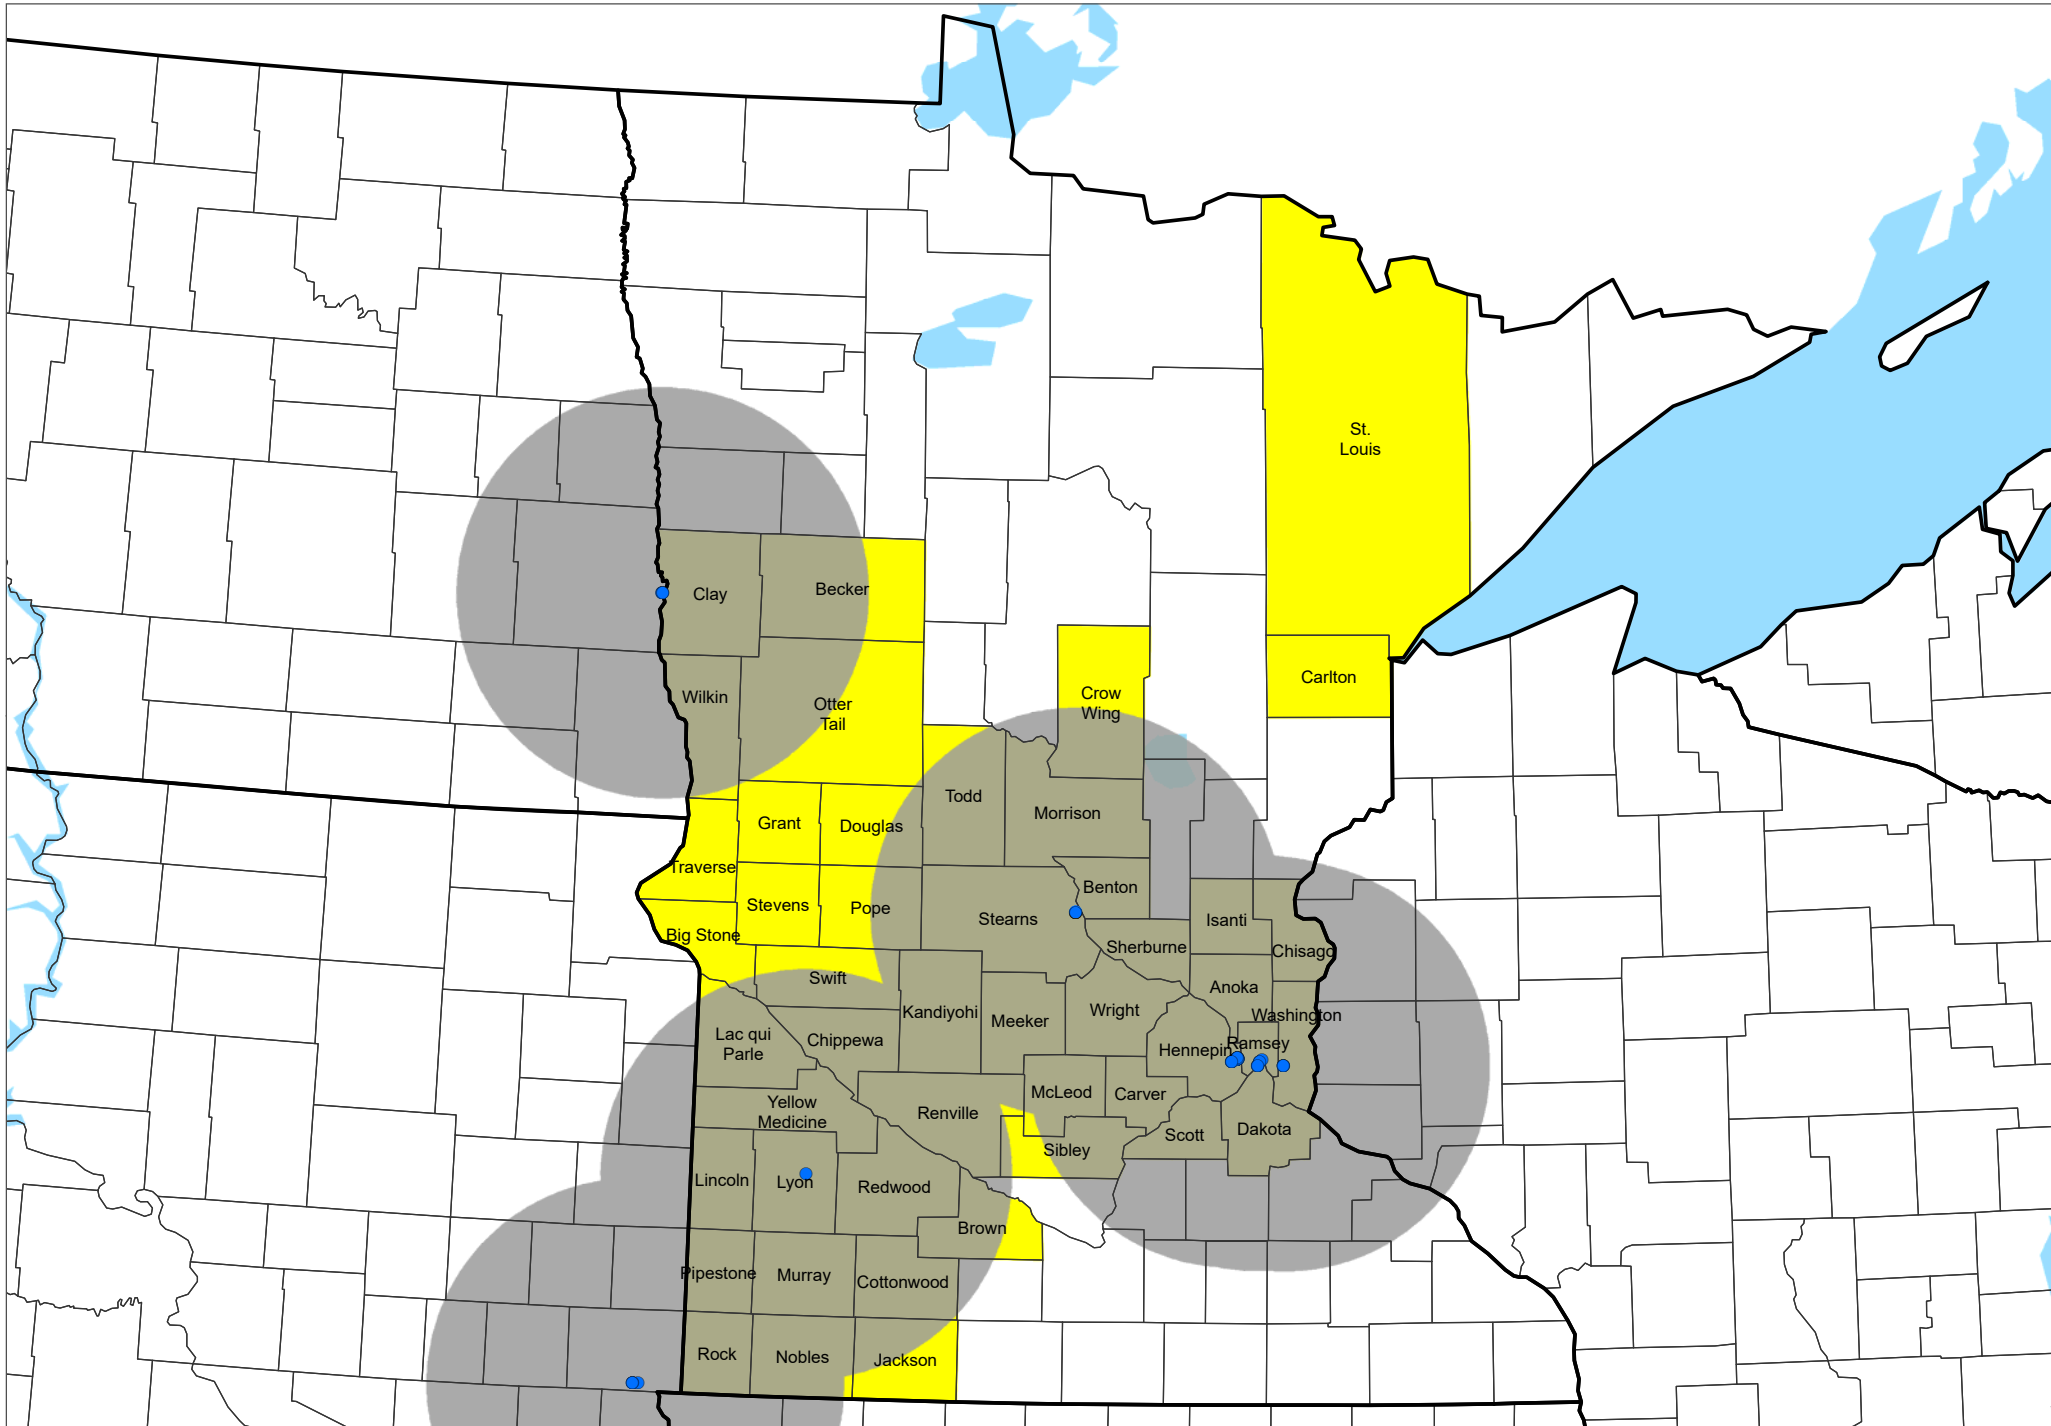 St.
Louis
Clay
Becker
Carlton
Wilkin
Crow
Wing
Otter
Tail
Todd
Morrison
Grant
Douglas
Traverse
Benton
Stevens
Pope
Stearns
Isanti
Big Stone
Sherburne
Chisago
Swift
Anoka
Kandiyohi
Meeker
Wright
Washington
Lac qui
Parle
Chippewa
Hennepin
Ramsey
McLeod
Carver
Yellow
Medicine
Renville
Scott
Dakota
Sibley
Lincoln
Lyon
Redwood
Brown
Pipestone
Murray
Cottonwood
Rock
Nobles
Jackson